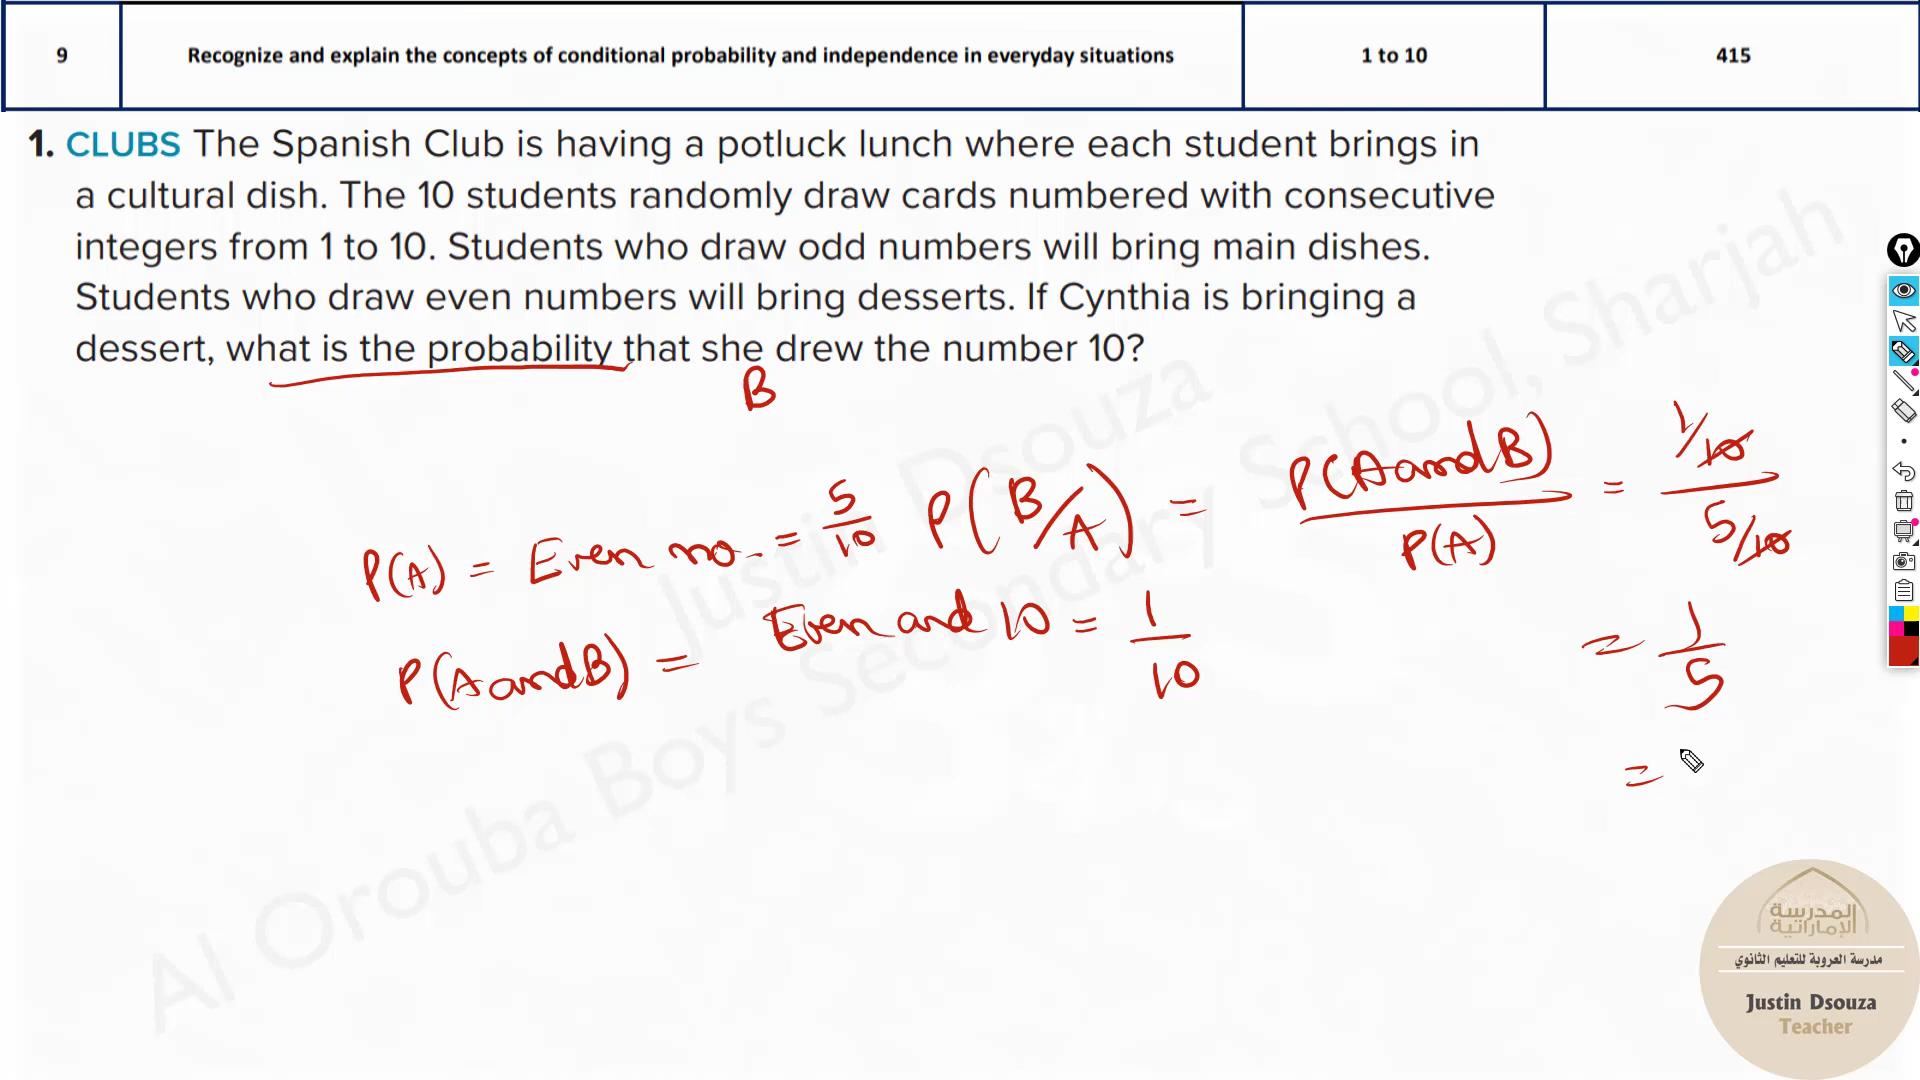 9 Recognize and explain the concepts of conditional probability and independence in everyday situations 1 to 10 415
1. CLUBS The Spanish Club is having a potluck lunch where each student brings in
a cultural dish. The 10 students randomly draw cards numbered with consecutive
integers from 1 to 10. Students who draw odd numbers will bring main dishes.
Students who draw even numbers will bring desserts. If Cynthia is bringing a
dessert, what is the probability that she drew the number 10?
B
P(A) = Even no. = 5/10
P(B/A) = P(A and B)/P(A) = 1/10 / 5/10
P(A and B) = Even and 10 = 1/10
= 1/5
=
Justin Dsouza
Al Orouba Boys Secondary School, Sharjah
المدرسة
الإماراتية
مدرسة العروبة للتعليم الثانوي
Justin Dsouza
Teacher